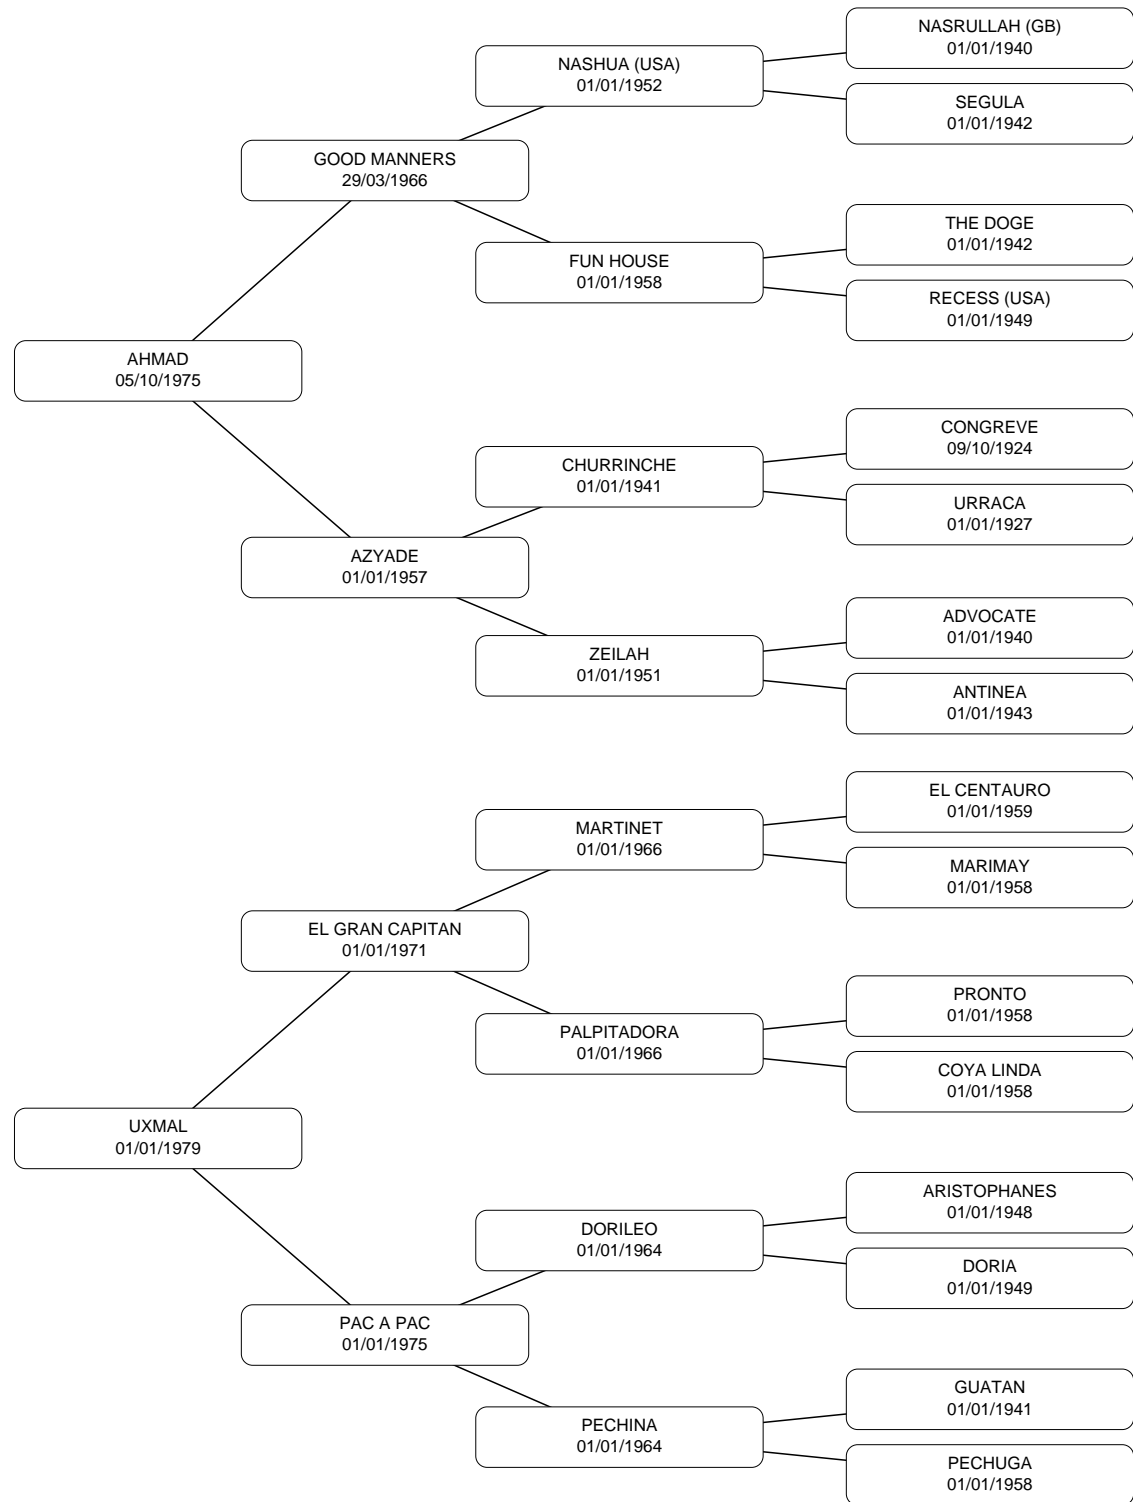 NASRULLAH (GB)
01/01/1940
NASHUA (USA)
01/01/1952
SEGULA
01/01/1942
GOOD MANNERS
29/03/1966
THE DOGE
01/01/1942
FUN HOUSE
01/01/1958
RECESS (USA)
01/01/1949
AHMAD
05/10/1975
CONGREVE
09/10/1924
CHURRINCHE
01/01/1941
URRACA
01/01/1927
AZYADE
01/01/1957
ADVOCATE
01/01/1940
ZEILAH
01/01/1951
ANTINEA
01/01/1943
EL CENTAURO
01/01/1959
MARTINET
01/01/1966
MARIMAY
01/01/1958
EL GRAN CAPITAN
01/01/1971
PRONTO
01/01/1958
PALPITADORA
01/01/1966
COYA LINDA
01/01/1958
UXMAL
01/01/1979
ARISTOPHANES
01/01/1948
DORILEO
01/01/1964
DORIA
01/01/1949
PAC A PAC
01/01/1975
GUATAN
01/01/1941
PECHINA
01/01/1964
PECHUGA
01/01/1958